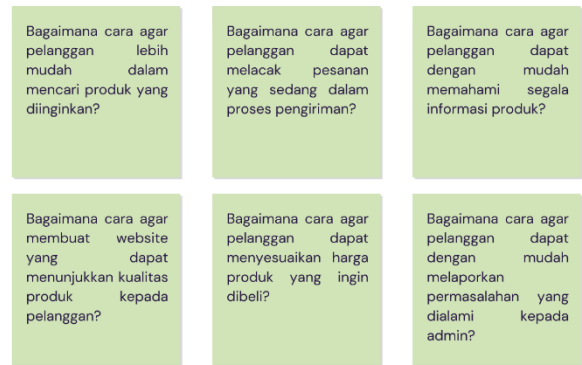 Bagaimana cara agar
pelanggan lebih
mudah dalam
mencari produk yang
diinginkan?
Bagaimana cara agar
pelanggan dapat
melacak pesanan
yang sedang dalam
proses pengiriman?
Bagaimana cara agar
pelanggan dapat
dengan mudah
memahami segala
informasi produk?
Bagaimana cara agar
membuat website
yang dapat
menunjukkan kualitas
produk kepada
pelanggan?
Bagaimana cara agar
pelanggan dapat
menyesuaikan harga
produk yang ingin
dibeli?
Bagaimana cara agar
pelanggan dapat
dengan mudah
melaporkan
permasalahan yang
dialami kepada
admin?